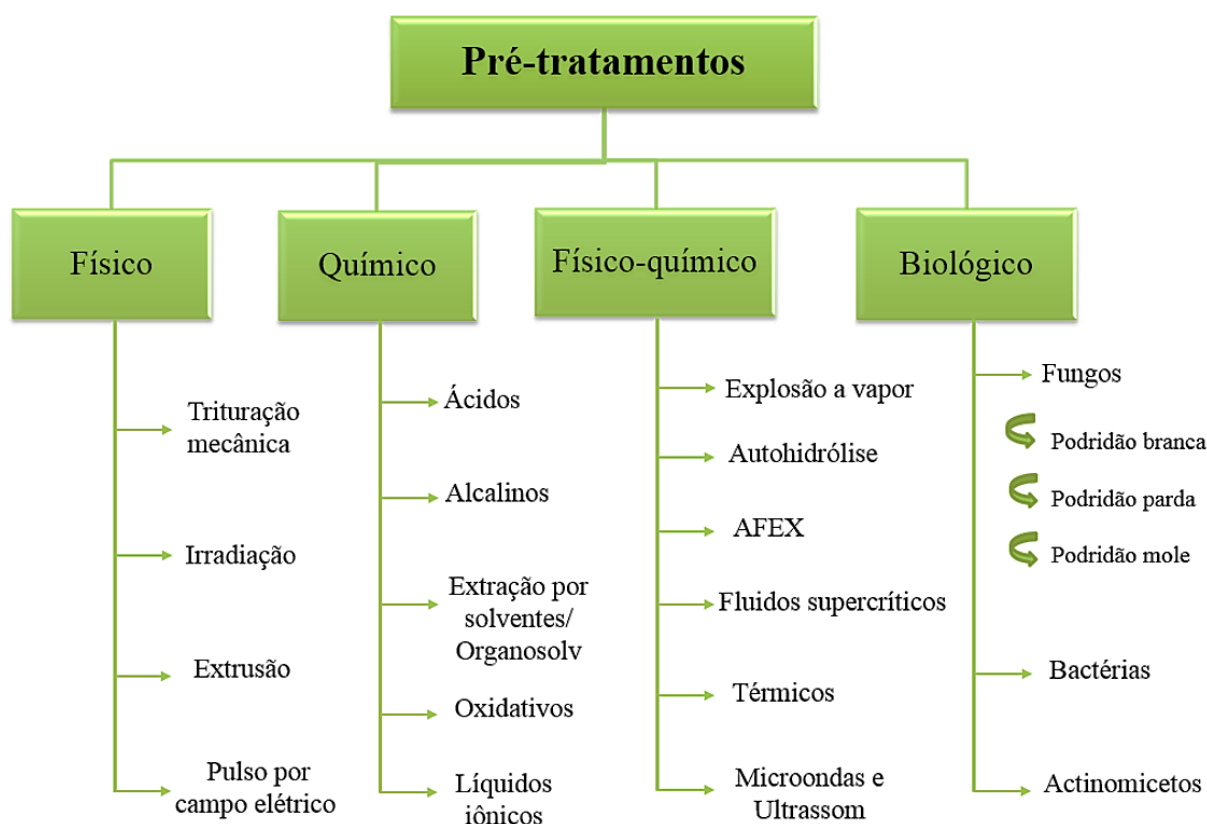 Pré-tratamentos
Físico
Químico
Físico-químico
Biológico
Trituração
mecânica
Irradiação
Extrusão
Pulso por
campo elétrico
Ácidos
Alcalinos
Extração por
solventes/
Organosolv
Oxidativos
Líquidos
iônicos
Explosão a vapor
Autohidrólise
AFEX
Fluidos supercríticos
Térmicos
Microondas e
Ultrassom
Fungos
Podridão branca
Podridão parda
Podridão mole
Bactérias
Actinomicetos